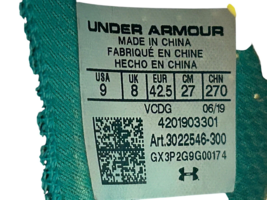 UNDER ARMOUR
MADE IN CHINA
FABRIQUÉ EN CHINE
HECHO EN CHINA
USA UK EUR CM CHN
9 8 42.5 27 270
VCDG 06/19
4201903301
Art.3022546-300
GX3P2G9G00174